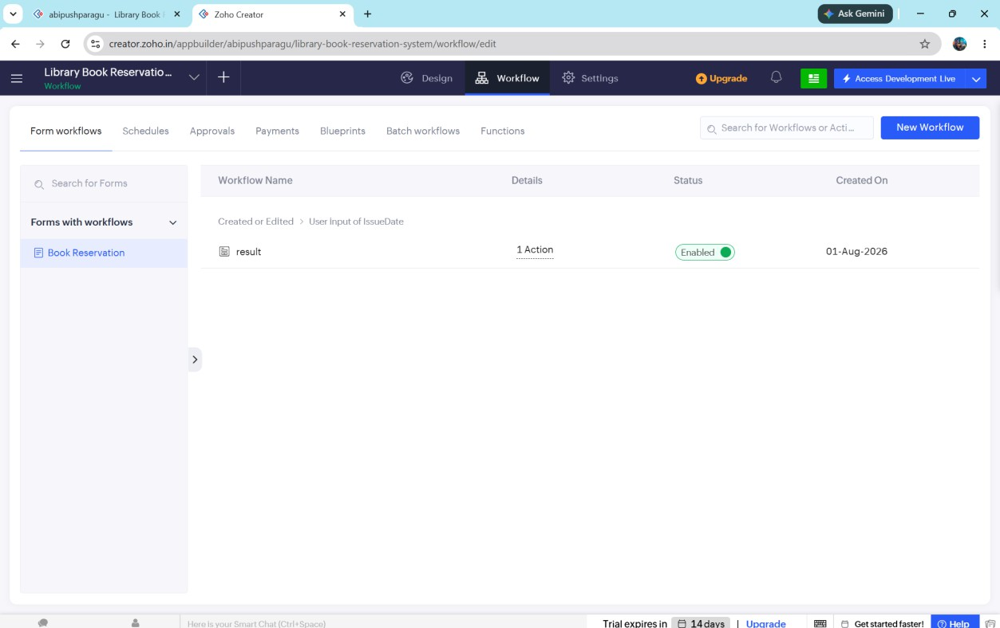 abipushparagu - Library Book
Zoho Creator
Ask Gemini
creator.zoho.in/appbuilder/abipushparagu/library-book-reservation-system/workflow/edit
Library Book Reservatio...
Workflow
Design
Workflow
Settings
Upgrade
Access Development Live
Form workflows
Schedules
Approvals
Payments
Blueprints
Batch workflows
Functions
Search for Workflows or Acti...
New Workflow
Search for Forms
Forms with workflows
Book Reservation
Workflow Name
Details
Status
Created On
Created or Edited > User input of IssueDate
result
1 Action
Enabled
01-Aug-2026
Here is your Smart Chat (Ctrl+Space)
Trial expires in 14 days | Upgrade
Get started faster!
Help